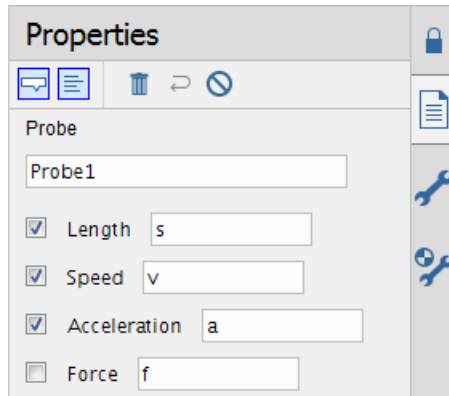 Properties
Probe
Probe1
Length s
Speed v
Acceleration a
Force f